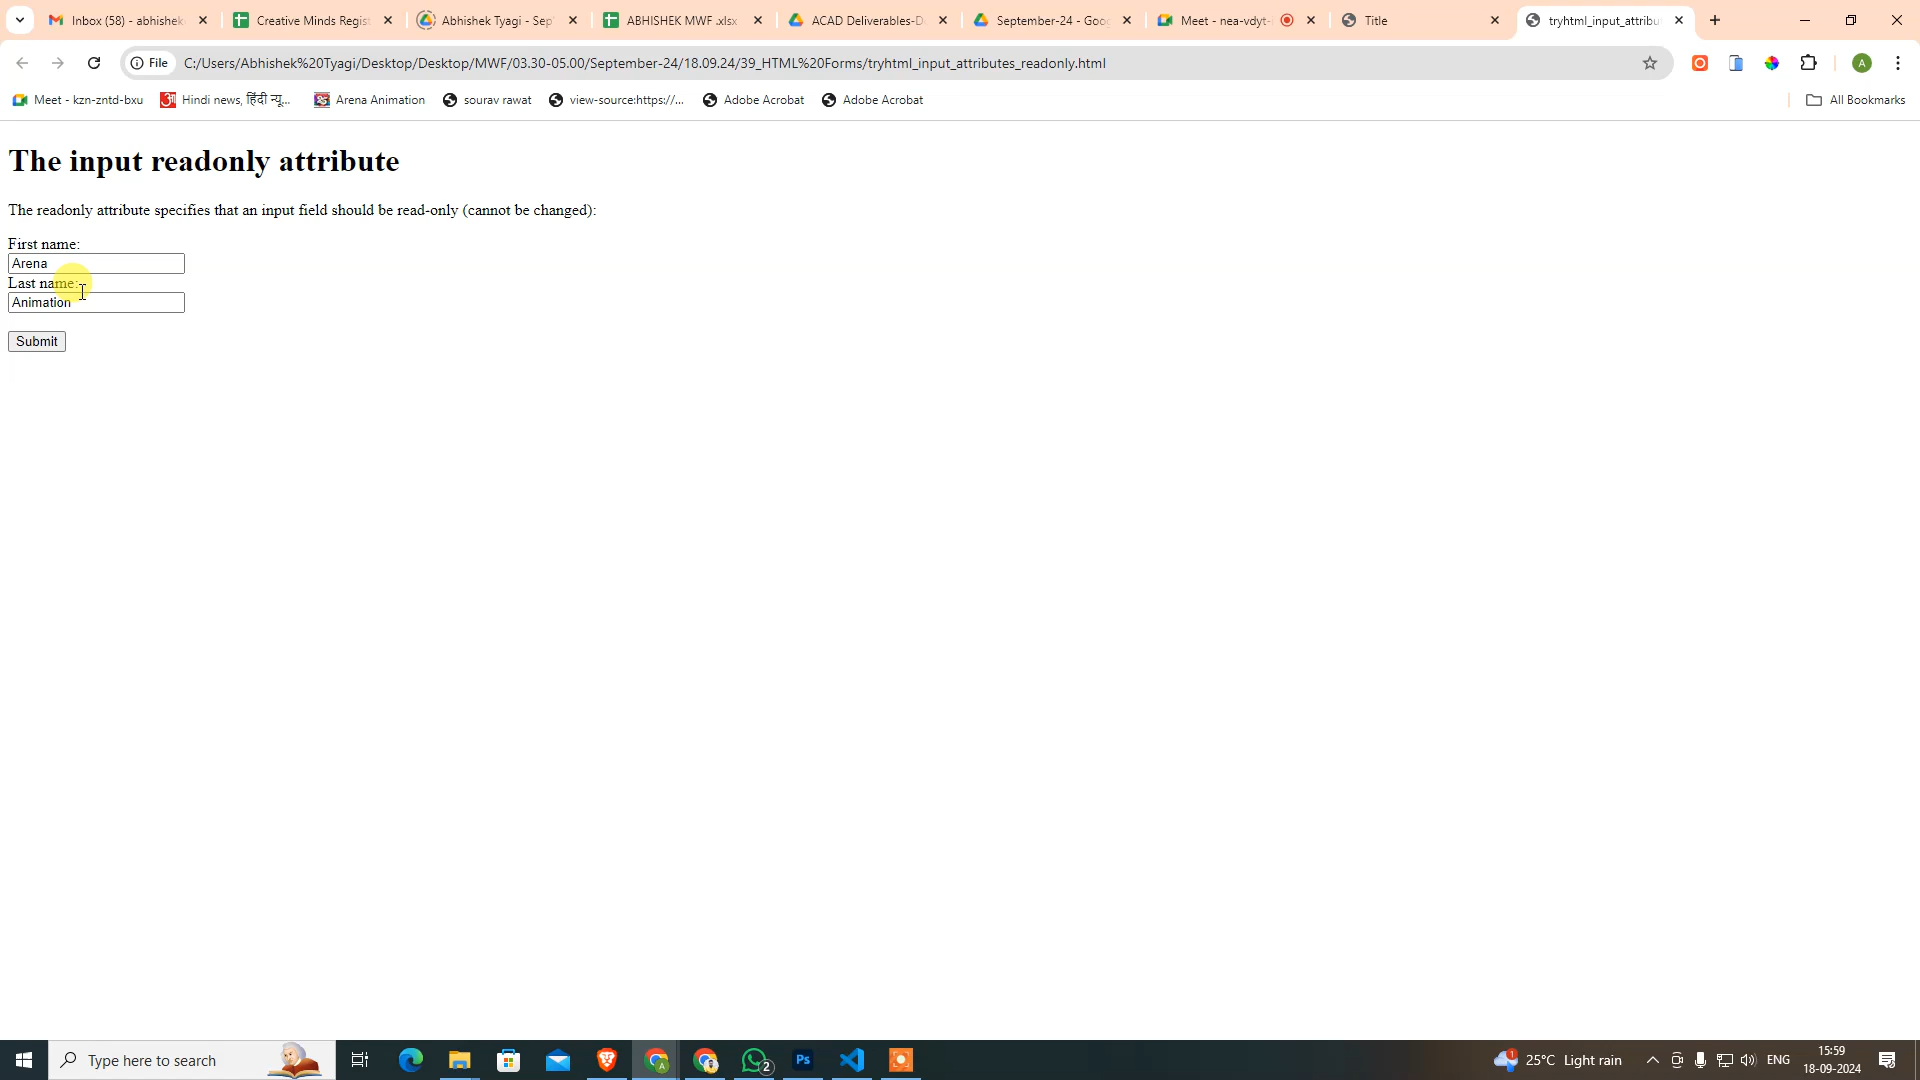 Inbox (58) - abhishek
Creative Minds Regist
Abhishek Tyagi - Sep'
ABHISHEK MWF .xlsx
ACAD Deliverables-D
September-24 - Goo
Meet - nea-vdyt-
Title
tryhtml_input_attribu
File
C:/Users/Abhishek%20Tyagi/Desktop/Desktop/MWF/03.30-05.00/September-24/18.09.24/39_HTML%20Forms/tryhtml_input_attributes_readonly.html
A
Meet - kzn-zntd-bxu
Hindi news, हिंदी न्यू...
Arena Animation
sourav rawat
view-source:https://...
Adobe Acrobat
Adobe Acrobat
All Bookmarks
The input readonly attribute
The readonly attribute specifies that an input field should be read-only (cannot be changed):
First name:
Arena
Last name:
Animation
Submit
Type here to search
A
2
Ps
1
25°C Light rain
ENG
15:59
18-09-2024